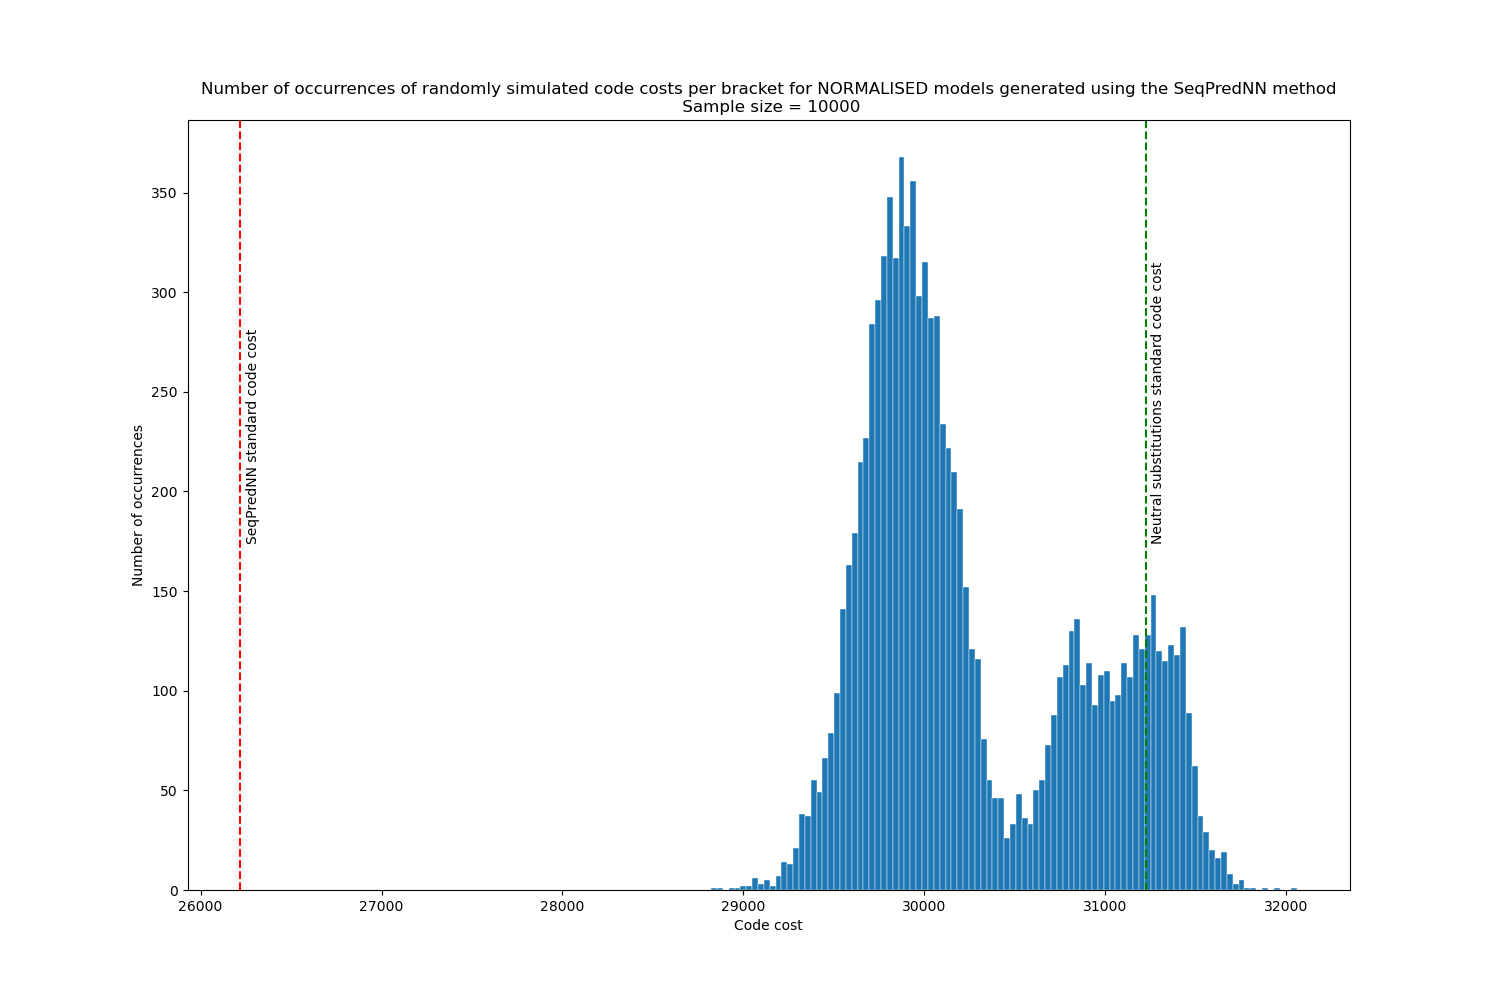 Number of occurrences of randomly simulated code costs per bracket for NORMALISED models generated using the SeqPredNN method
Sample size = 10000
350
300
250
200
150
100
50
0
Number of occurrences
SeqPredNN standard code cost
Neutral substitutions standard code cost
26000
27000
28000
29000
30000
31000
32000
Code cost